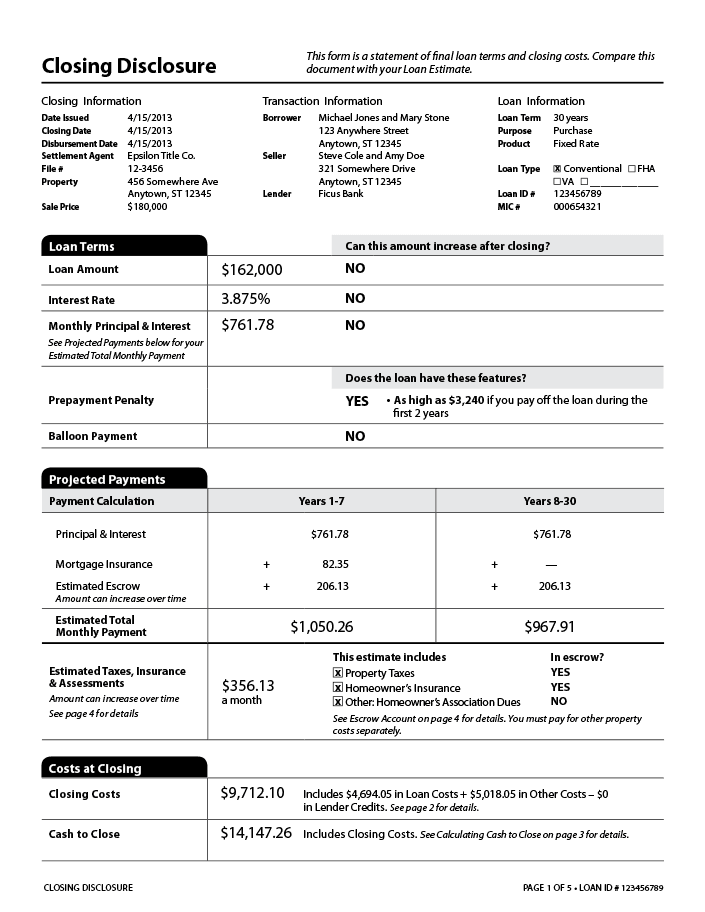 Closing Disclosure
This form is a statement of final loan terms and closing costs. Compare this
document with your Loan Estimate.
Closing Information
Date Issued 4/15/2013
Closing Date 4/15/2013
Disbursement Date 4/15/2013
Settlement Agent Epsilon Title Co.
File # 12-3456
Property 456 Somewhere Ave
Anytown, ST 12345
Sale Price $180,000
Transaction Information
Borrower Michael Jones and Mary Stone
123 Anywhere Street
Anytown, ST 12345
Seller Steve Cole and Amy Doe
321 Somewhere Drive
Anytown, ST 12345
Lender Ficus Bank
Loan Information
Loan Term 30 years
Purpose Purchase
Product Fixed Rate
Loan Type ☒ Conventional ☐ FHA
☐ VA ☐ ______________
Loan ID # 123456789
MIC # 000654321
Loan Terms Can this amount increase after closing?
Loan Amount $162,000 NO
Interest Rate 3.875% NO
Monthly Principal & Interest $761.78 NO
See Projected Payments below for your
Estimated Total Monthly Payment
Does the loan have these features?
Prepayment Penalty YES • As high as $3,240 if you pay off the loan during the
first 2 years
Balloon Payment NO
Projected Payments
Payment Calculation Years 1-7 Years 8-30
Principal & Interest $761.78 $761.78
Mortgage Insurance + 82.35 + —
Estimated Escrow + 206.13 + 206.13
Amount can increase over time
Estimated Total
Monthly Payment $1,050.26 $967.91
Estimated Taxes, Insurance
& Assessments
Amount can increase over time
See page 4 for details
$356.13
a month
This estimate includes In escrow?
☒ Property Taxes YES
☒ Homeowner's Insurance YES
☒ Other: Homeowner's Association Dues NO
See Escrow Account on page 4 for details. You must pay for other property
costs separately.
Costs at Closing
Closing Costs $9,712.10 Includes $4,694.05 in Loan Costs + $5,018.05 in Other Costs – $0
in Lender Credits. See page 2 for details.
Cash to Close $14,147.26 Includes Closing Costs. See Calculating Cash to Close on page 3 for details.
CLOSING DISCLOSURE PAGE 1 OF 5 • LOAN ID # 123456789